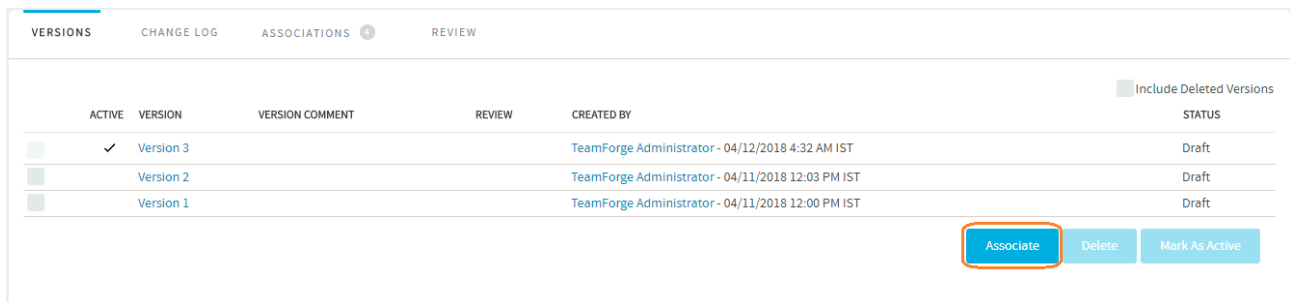 VERSIONS CHANGE LOG ASSOCIATIONS 4 REVIEW
Include Deleted Versions
ACTIVE VERSION VERSION COMMENT REVIEW CREATED BY STATUS
Version 3 TeamForge Administrator - 04/12/2018 4:32 AM IST Draft
Version 2 TeamForge Administrator - 04/11/2018 12:03 PM IST Draft
Version 1 TeamForge Administrator - 04/11/2018 12:00 PM IST Draft
Associate Delete Mark As Active